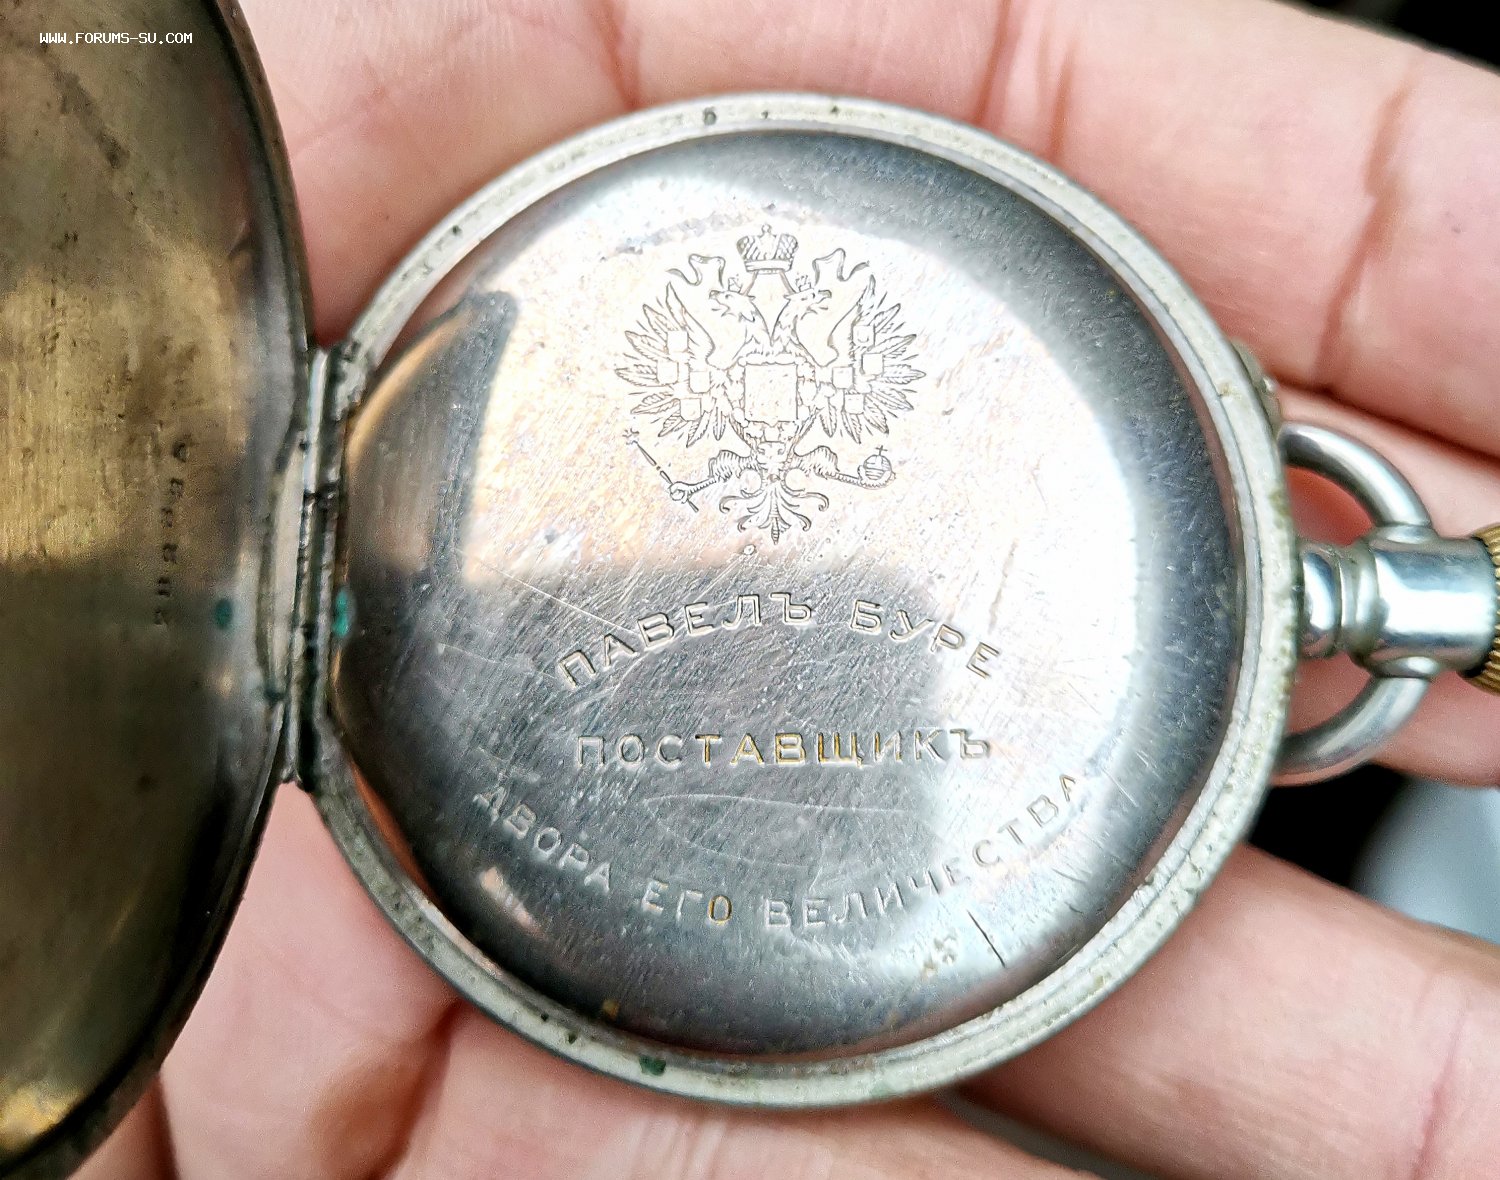 WWW.FORUMS-SU.COM
ПАВЕЛЪ БУРЕ
ПОСТАВЩИКЪ
ДВОРА ЕГО ВЕЛИЧЕСТВА